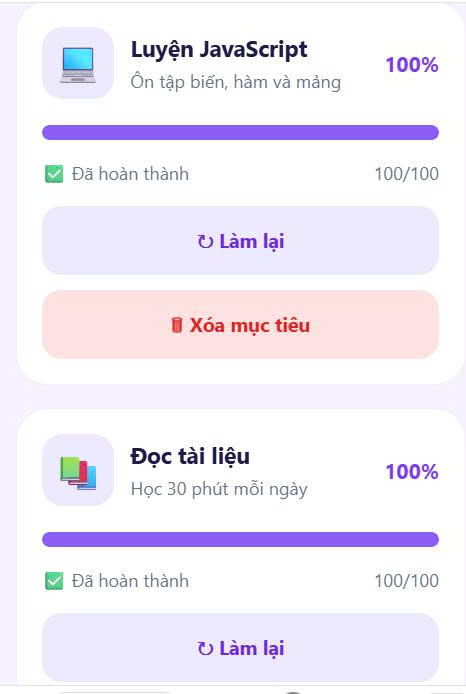 Luyện JavaScript
Ôn tập biến, hàm và mảng
100%
✅ Đã hoàn thành
100/100
↻ Làm lại
🗑 Xóa mục tiêu
Đọc tài liệu
Học 30 phút mỗi ngày
100%
✅ Đã hoàn thành
100/100
↻ Làm lại